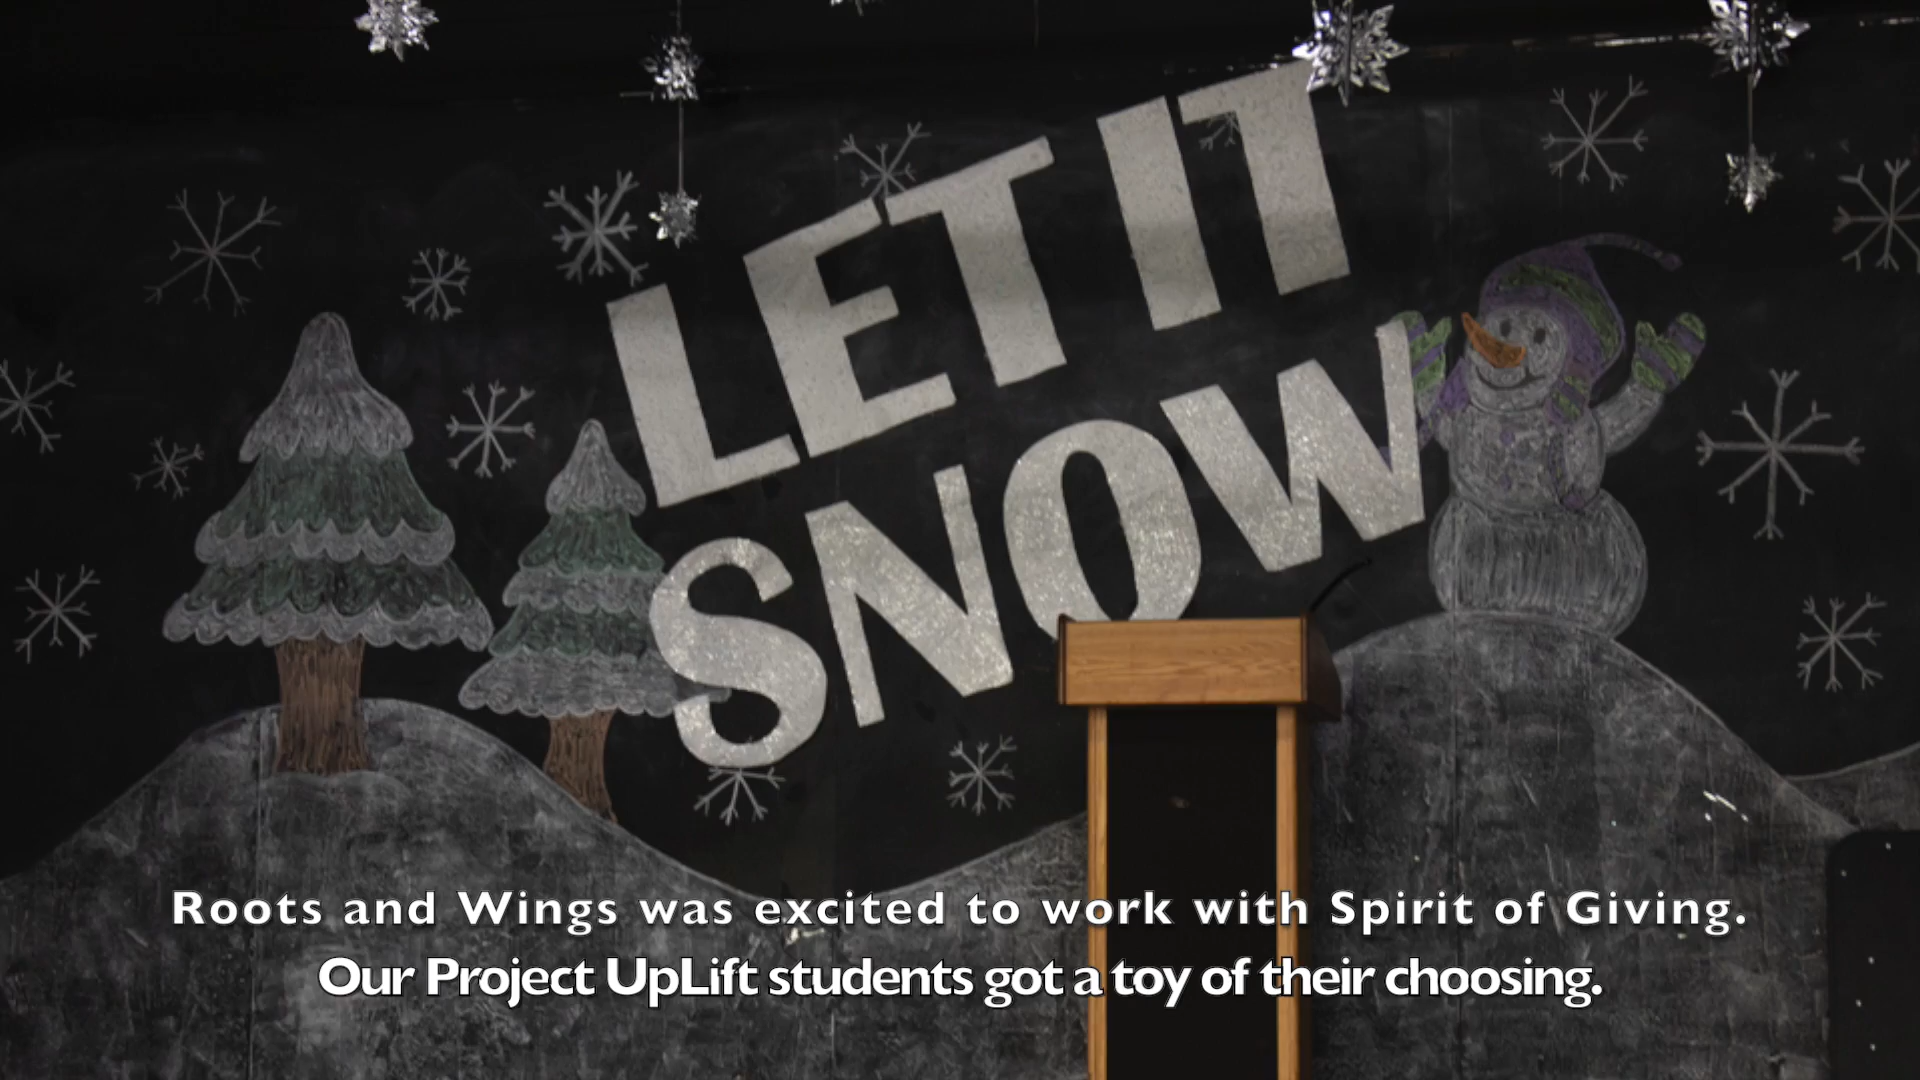 LET IT
SNOW
Roots and Wings was excited to work with Spirit of Giving.
Our Project UpLift students got a toy of their choosing.